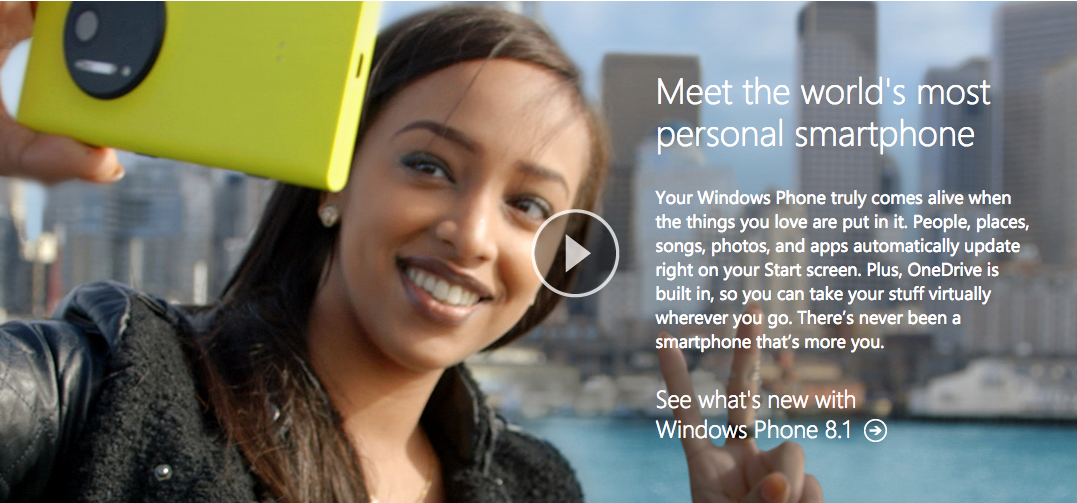 Meet the world's most
personal smartphone
Your Windows Phone truly comes alive when
the things you love are put in it. People, places,
songs, photos, and apps automatically update
right on your Start screen. Plus, OneDrive is
built in, so you can take your stuff virtually
wherever you go. There’s never been a
smartphone that’s more you.
See what's new with
Windows Phone 8.1